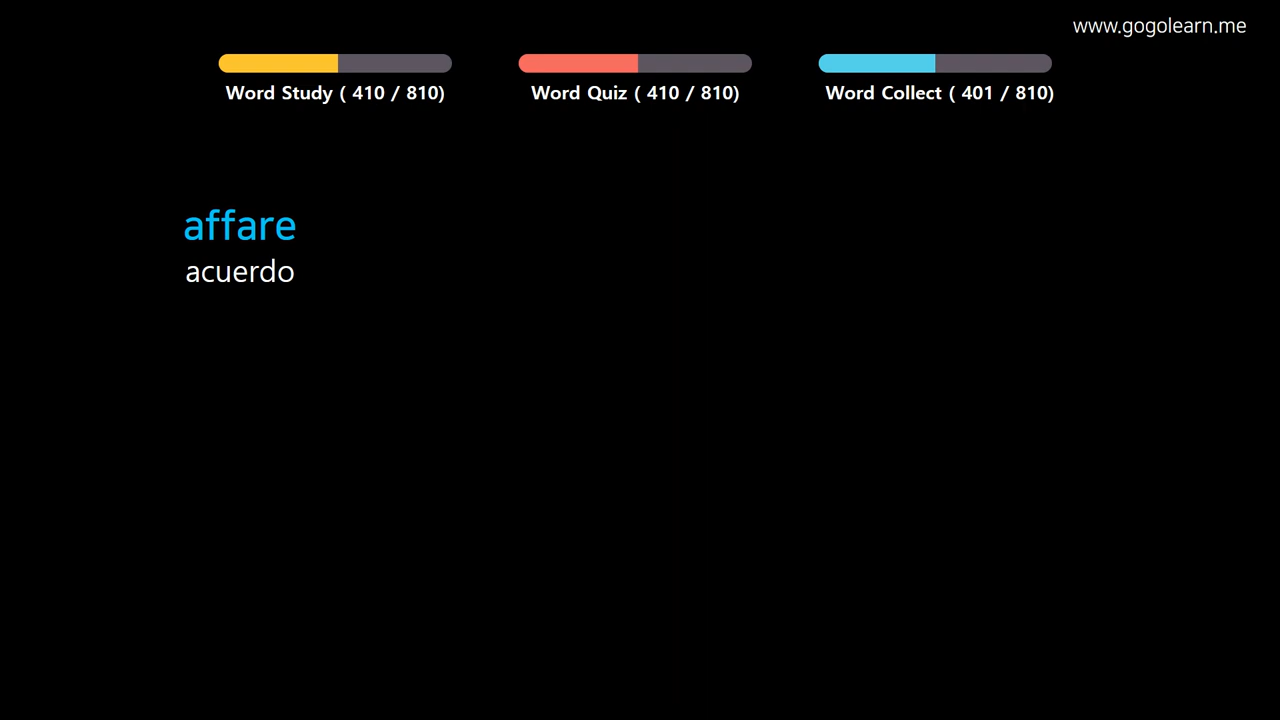 www.gogolearn.me
Word Study ( 410 / 810)
Word Quiz ( 410 / 810)
Word Collect ( 401 / 810)
affare
acuerdo